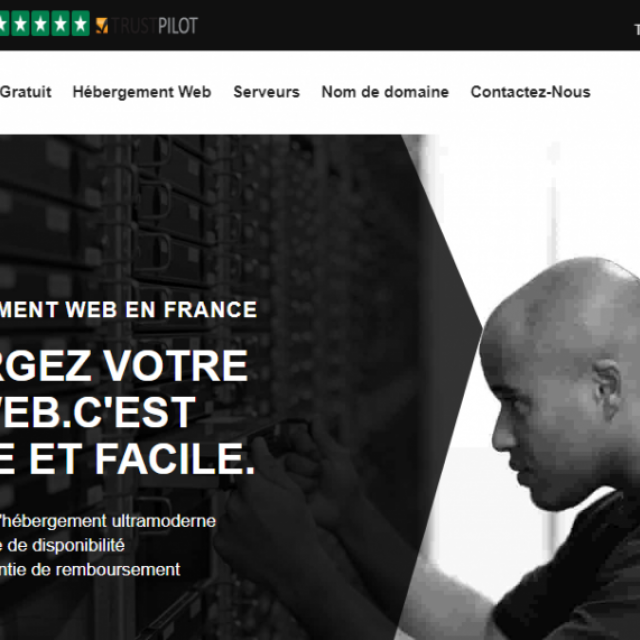 TRUSTPILOT
T
Gratuit Hébergement Web Serveurs Nom de domaine Contactez-Nous
MENT WEB EN FRANCE
RGEZ VOTRE
WEB.C'EST
E ET FACILE.
'hébergement ultramoderne
e de disponibilité
ntie de remboursement